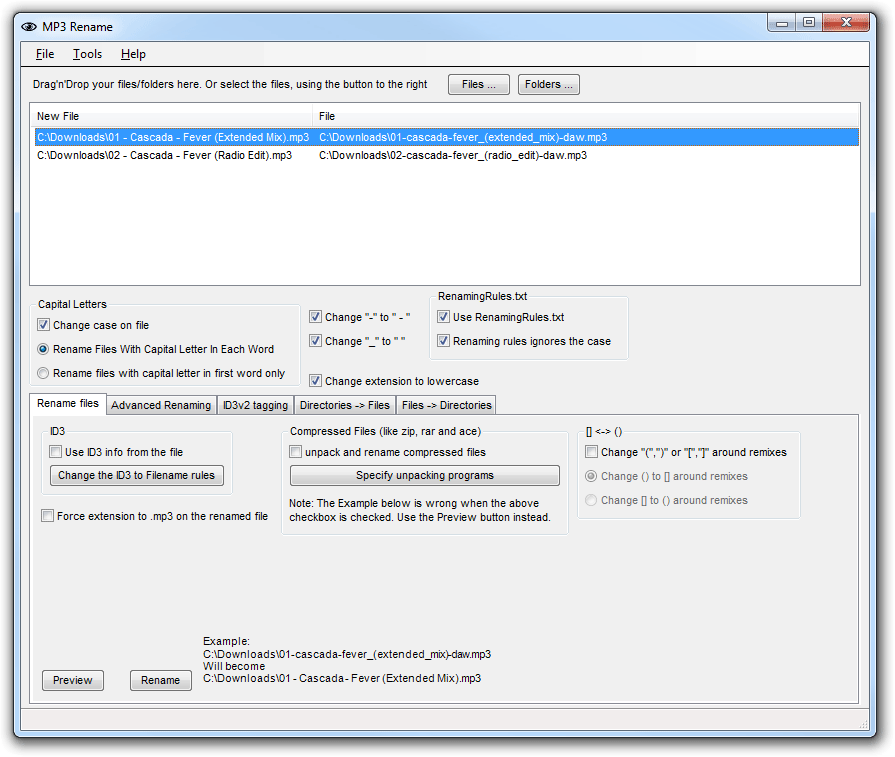 MP3 Rename
File Tools Help
Drag'n'Drop your files/folders here. Or select the files, using the button to the right Files ... Folders ...
New File File
C:\Downloads\01 - Cascada - Fever (Extended Mix).mp3 C:\Downloads\01-cascada-fever_(extended_mix)-daw.mp3
C:\Downloads\02 - Cascada - Fever (Radio Edit).mp3 C:\Downloads\02-cascada-fever_(radio_edit)-daw.mp3
Capital Letters
Change case on file
Rename Files With Capital Letter In Each Word
Rename files with capital letter in first word only
Change "-" to " - "
Change "_" to " "
Change extension to lowercase
RenamingRules.txt
Use RenamingRules.txt
Renaming rules ignores the case
Rename files Advanced Renaming ID3v2 tagging Directories -> Files Files -> Directories
ID3
Use ID3 info from the file
Change the ID3 to Filename rules
Force extension to .mp3 on the renamed file
Compressed Files (like zip, rar and ace)
unpack and rename compressed files
Specify unpacking programs
Note: The Example below is wrong when the above
checkbox is checked. Use the Preview button instead.
[] <-> ()
Change "(",")" or "[","]" around remixes
Change () to [] around remixes
Change [] to () around remixes
Example:
C:\Downloads\01-cascada-fever_(extended_mix)-daw.mp3
Will become
C:\Downloads\01 - Cascada - Fever (Extended Mix).mp3
Preview Rename